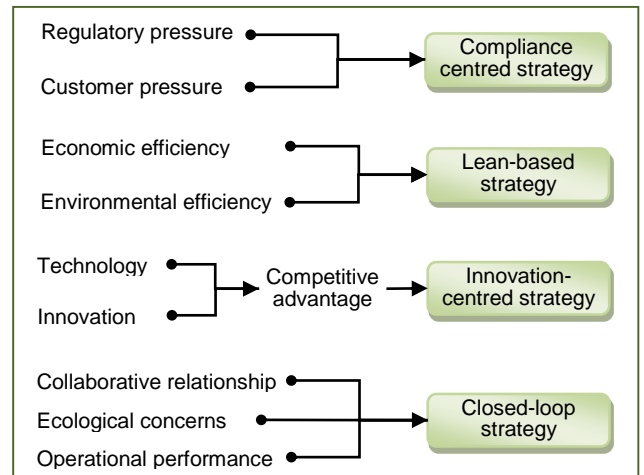 Regulatory pressure
Customer pressure
Compliance
centred strategy
Economic efficiency
Environmental efficiency
Lean-based
strategy
Technology
Innovation
Competitive
advantage
Innovation-
centred strategy
Collaborative relationship
Ecological concerns
Operational performance
Closed-loop
strategy